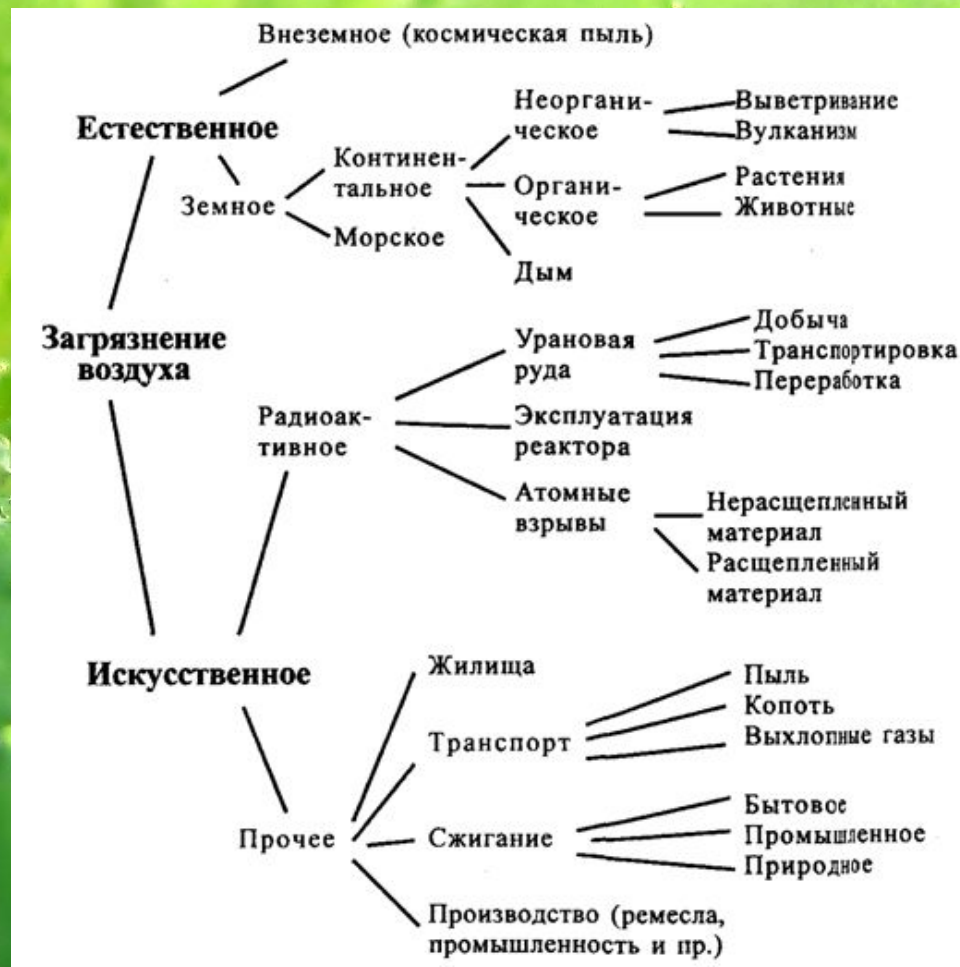 Внеземное (космическая пыль)
Естественное
Земное
Континен-
тальное
Морское
Неоргани-
ческое
Выветривание
Вулканизм
Органи-
ческое
Растения
Животные
Дым
Загрязнение
воздуха
Радиоак-
тивное
Урановая
руда
Добыча
Транспортировка
Переработка
Эксплуатация
реактора
Атомные
взрывы
Нерасщепленный
материал
Расщепленный
материал
Искусственное
Прочее
Жилища
Транспорт
Пыль
Копоть
Выхлопные газы
Сжигание
Бытовое
Промышленное
Природное
Производство (ремесла,
промышленность и пр.)